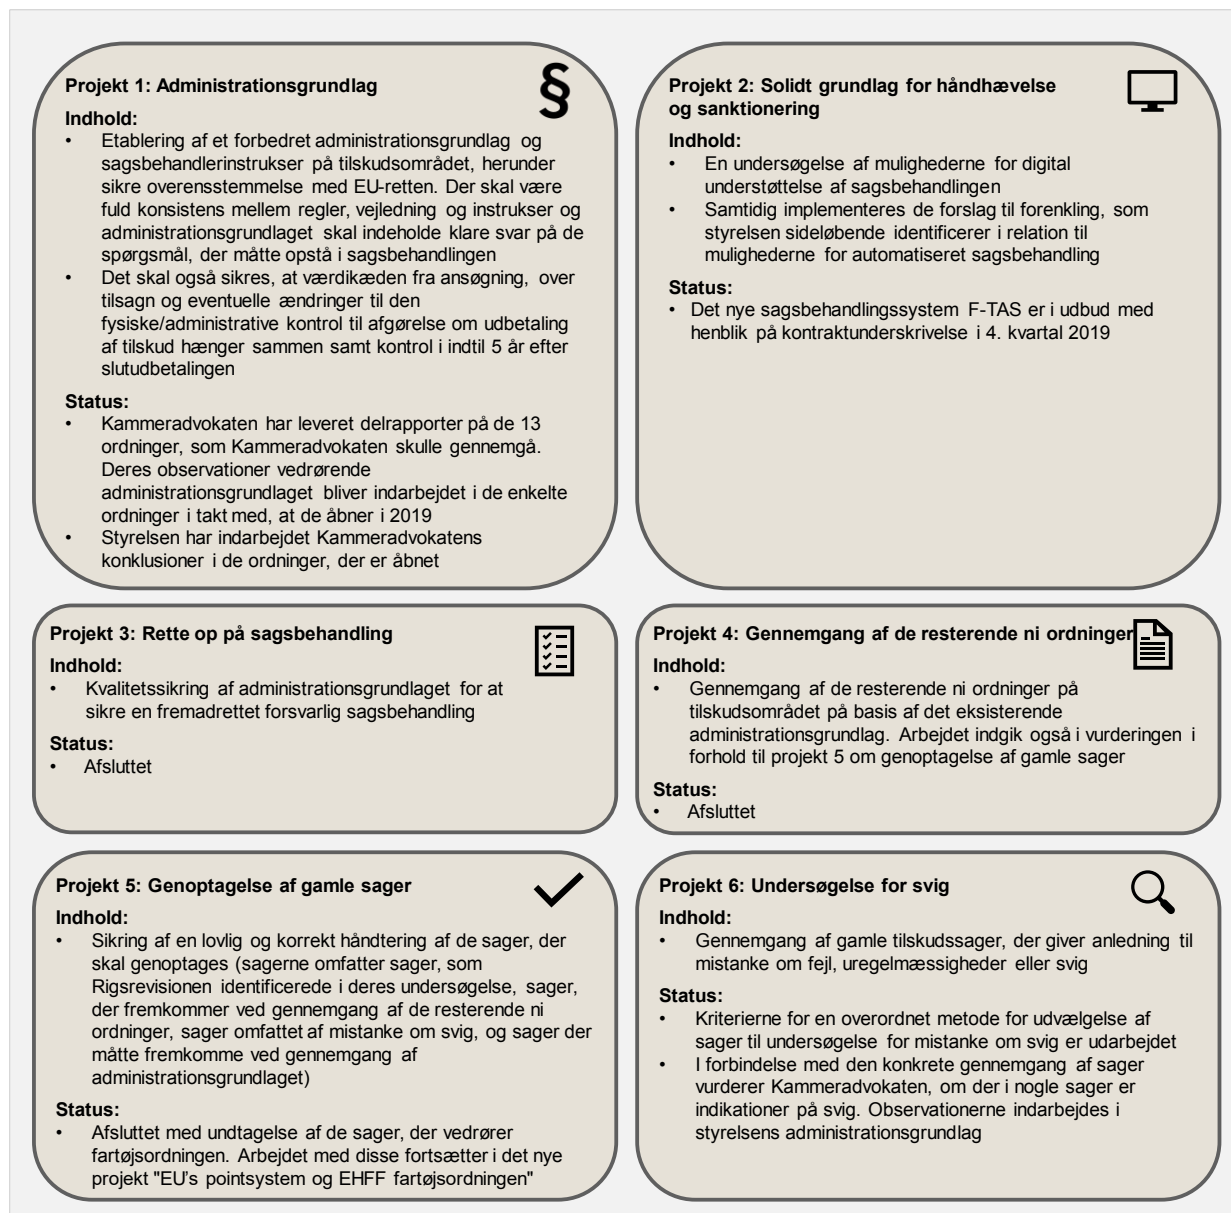 Projekt 1: Administrationsgrundlag
§
Indhold:
• Etablering af et forbedret administrationsgrundlag og
sagsbehandlerinstrukser på tilskudsområdet, herunder
sikre overensstemmelse med EU-retten. Der skal være
fuld konsistens mellem regler, vejledning og instrukser og
administrationsgrundlaget skal indeholde klare svar på de
spørgsmål, der måtte opstå i sagsbehandlingen
• Det skal også sikres, at værdikæden fra ansøgning, over
tilsagn og eventuelle ændringer til den
fysiske/administrative kontrol til afgørelse om udbetaling
af tilskud hænger sammen samt kontrol i indtil 5 år efter
slutudbetalingen
Status:
• Kammeradvokaten har leveret delrapporter på de 13
ordninger, som Kammeradvokaten skulle gennemgå.
Deres observationer vedrørende
administrationsgrundlaget bliver indarbejdet i de enkelte
ordninger i takt med, at de åbner i 2019
• Styrelsen har indarbejdet Kammeradvokatens
konklusioner i de ordninger, der er åbnet
Projekt 2: Solidt grundlag for håndhævelse
og sanktionering
Indhold:
• En undersøgelse af mulighederne for digital
understøttelse af sagsbehandlingen
• Samtidig implementeres de forslag til forenkling, som
styrelsen sideløbende identificerer i relation til
mulighederne for automatiseret sagsbehandling
Status:
• Det nye sagsbehandlingssystem F-TAS er i udbud med
henblik på kontraktunderskrivelse i 4. kvartal 2019
Projekt 3: Rette op på sagsbehandling
Indhold:
• Kvalitetssikring af administrationsgrundlaget for at
sikre en fremadrettet forsvarlig sagsbehandling
Status:
• Afsluttet
Projekt 4: Gennemgang af de resterende ni ordninger
Indhold:
• Gennemgang af de resterende ni ordninger på
tilskudsområdet på basis af det eksisterende
administrationsgrundlag. Arbejdet indgik også i vurderingen i
forhold til projekt 5 om genoptagelse af gamle sager
Status:
• Afsluttet
Projekt 5: Genoptagelse af gamle sager
Indhold:
• Sikring af en lovlig og korrekt håndtering af de sager, der
skal genoptages (sagerne omfatter sager, som
Rigsrevisionen identificerede i deres undersøgelse, sager,
der fremkommer ved gennemgang af de resterende ni
ordninger, sager omfattet af mistanke om svig, og sager der
måtte fremkomme ved gennemgang af
administrationsgrundlaget)
Status:
• Afsluttet med undtagelse af de sager, der vedrører
fartøjsordningen. Arbejdet med disse fortsætter i det nye
projekt "EU's pointsystem og EHFF fartøjsordningen"
Projekt 6: Undersøgelse for svig
Indhold:
• Gennemgang af gamle tilskudssager, der giver anledning til
mistanke om fejl, uregelmæssigheder eller svig
Status:
• Kriterierne for en overordnet metode for udvælgelse af
sager til undersøgelse for mistanke om svig er udarbejdet
• I forbindelse med den konkrete gennemgang af sager
vurderer Kammeradvokaten, om der i nogle sager er
indikationer på svig. Observationerne indarbejdes i
styrelsens administrationsgrundlag